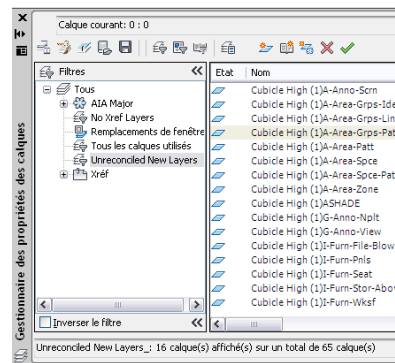 Calque courant: 0 : 0
Filtres
Etat
Nom
Tous
AIA Major
No Xref Layers
Remplacements de fenêtre
Tous les calques utilisés
Unreconciled New Layers
Xréf
Cubicle High (1)A-Anno-Scrn
Cubicle High (1)A-Area-Grps-Ide
Cubicle High (1)A-Area-Grps-Lin
Cubicle High (1)A-Area-Grps-Pat
Cubicle High (1)A-Area-Patt
Cubicle High (1)A-Area-Spce
Cubicle High (1)A-Area-Spce-Pat
Cubicle High (1)A-Area-Zone
Cubicle High (1)ASHADE
Cubicle High (1)G-Anno-Nplt
Cubicle High (1)G-Anno-View
Cubicle High (1)I-Furn-File-Blow
Cubicle High (1)I-Furn-Pnls
Cubicle High (1)I-Furn-Seat
Cubicle High (1)I-Furn-Stor-Abov
Cubicle High (1)I-Furn-Wksf
Inverser le filtre
Unreconciled New Layers_: 16 calque(s) affiché(s) sur un total de 65 calque(s)
Gestionnaire des propriétés des calques